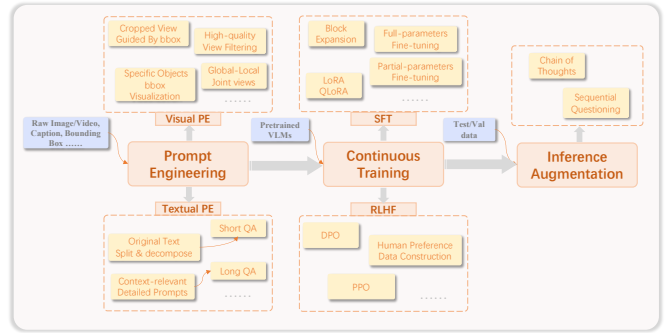 Cropped View
Guided By bbox
High-quality
View Filtering
Specific Objects
bbox
Visualization
Global-Local
Joint views
......
Visual PE
Block
Expansion
Full-parameters
Fine-tuning
LoRA
QLoRA
Partial-parameters
Fine-tuning
......
SFT
Chain of
Thoughts
Sequential
Questioning
......
Raw Image/Video,
Caption, Bounding
Box ......
Prompt
Engineering
Pretrained
VLMs
Continuous
Training
Test/Val
data
Inference
Augmentation
Textual PE
Short QA
Original Text
Split & decompose
Context-relevant
Detailed Prompts
Long QA
......
RLHF
DPO
Human Preference
Data Construction
PPO
......